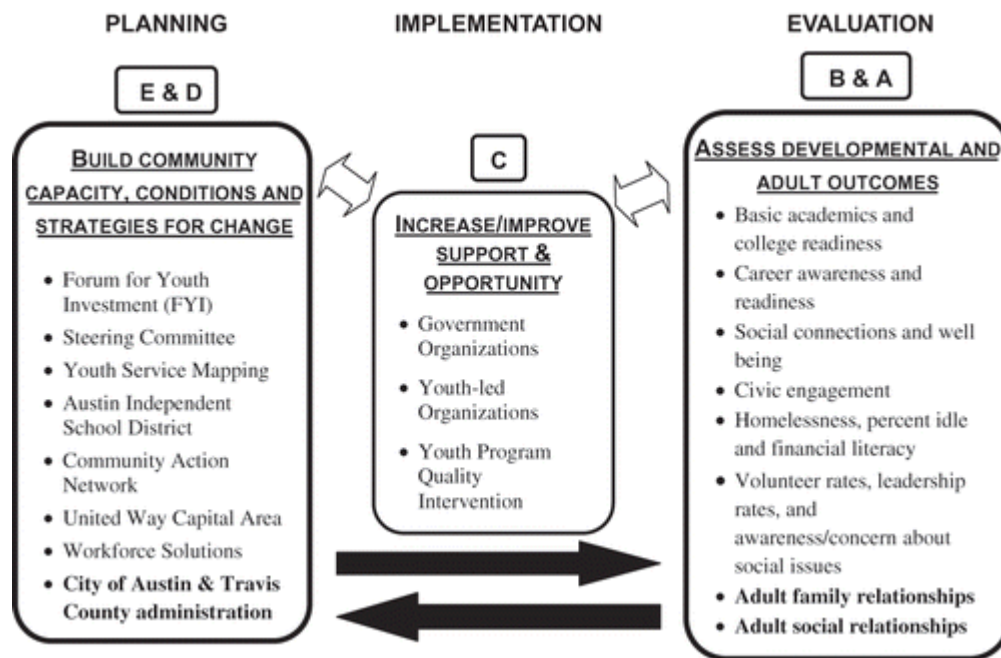 PLANNING
IMPLEMENTATION
EVALUATION
E & D
BUILD COMMUNITY
CAPACITY, CONDITIONS AND
STRATEGIES FOR CHANGE
• Forum for Youth
Investment (FYI)
• Steering Committee
• Youth Service Mapping
• Austin Independent
School District
• Community Action
Network
• United Way Capital Area
• Workforce Solutions
• City of Austin & Travis
County administration
C
INCREASE/IMPROVE
SUPPORT &
OPPORTUNITY
• Government
Organizations
• Youth-led
Organizations
• Youth Program
Quality
Intervention
B & A
ASSESS DEVELOPMENTAL AND
ADULT OUTCOMES
• Basic academics and
college readiness
• Career awareness and
readiness
• Social connections and well
being
• Civic engagement
• Homelessness, percent idle
and financial literacy
• Volunteer rates, leadership
rates, and
awareness/concern about
social issues
• Adult family relationships
• Adult social relationships